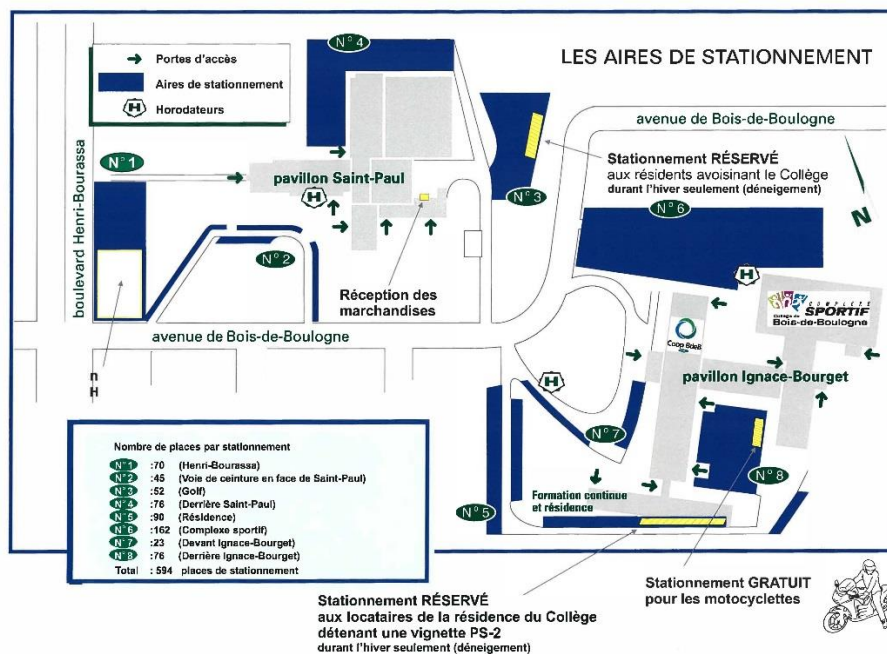 N° 4
LES AIRES DE STATIONNEMENT
Portes d'accès
Aires de stationnement
H Horodateurs
boulevard Henri-Bourassa
N° 1
pavillon Saint-Paul
H
N° 2
Réception des
marchandises
N° 3
avenue de Bois-de-Boulogne
Stationnement RÉSERVÉ
aux résidents avoisinant le Collège
durant l'hiver seulement (déneigement)
N
N° 6
H
COMPLEXE
SPORTIF
Collège de
Bois-de-Boulogne
Coop BdeB
avenue de Bois-de-Boulogne
n
H
H
pavillon Ignace-Bourget
N° 7
N° 8
N° 5
Formation continue
et résidence
Nombre de places par stationnement
N° 1 :70 (Henri-Bourassa)
N° 2 :45 (Voie de ceinture en face de Saint-Paul)
N° 3 :52 (Golf)
N° 4 :76 (Derrière Saint-Paul)
N° 5 :90 (Résidence)
N° 6 :162 (Complexe sportif)
N° 7 :23 (Devant Ignace-Bourget)
N° 8 :76 (Derrière Ignace-Bourget)
Total : 594 places de stationnement
Stationnement RÉSERVÉ
aux locataires de la résidence du Collège
détenant une vignette PS-2
durant l'hiver seulement (déneigement)
Stationnement GRATUIT
pour les motocyclettes